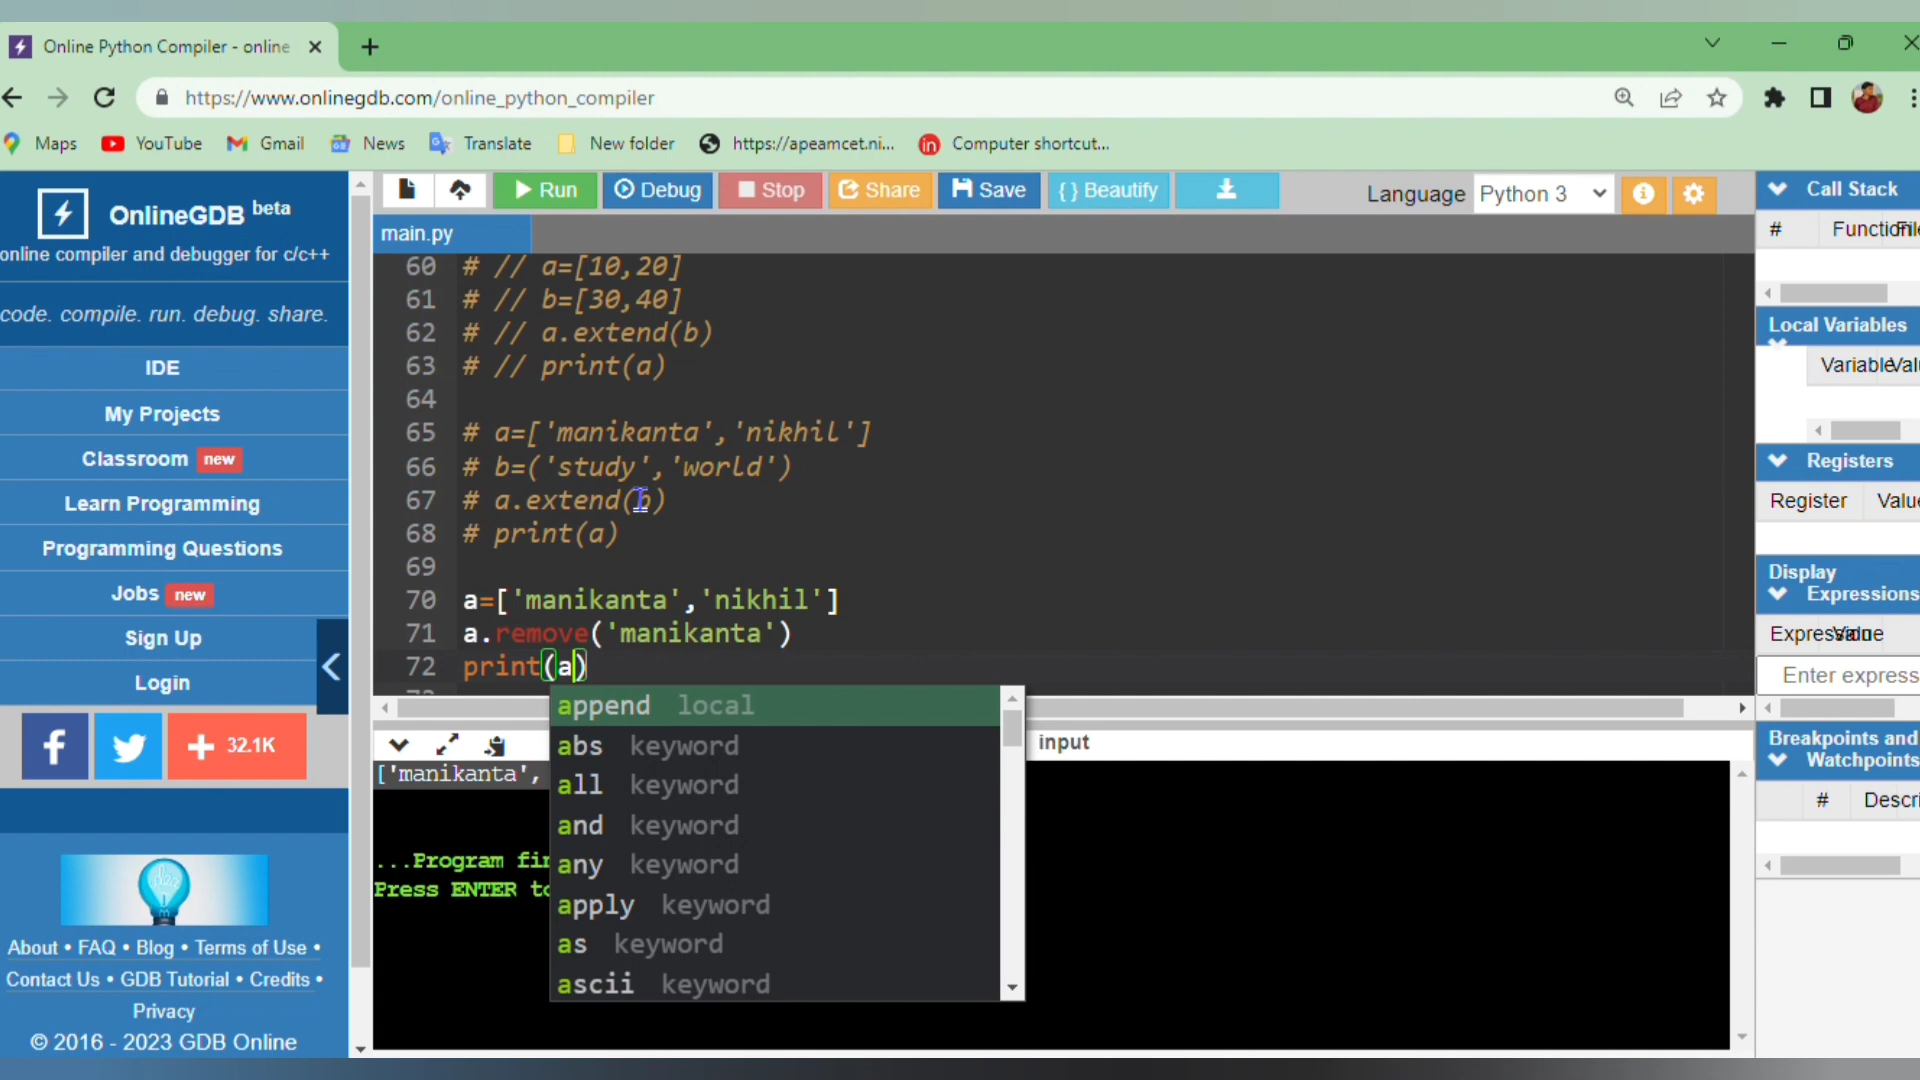 Online Python Compiler - online
https://www.onlinegdb.com/online_python_compiler
Maps YouTube Gmail News Translate New folder https://apeamcet.ni... Computer shortcut...
OnlineGDB beta
online compiler and debugger for c/c++
code. compile. run. debug. share.
IDE
My Projects
Classroom new
Learn Programming
Programming Questions
Jobs new
Sign Up
Login
f + 32.1K
About • FAQ • Blog • Terms of Use •
Contact Us • GDB Tutorial • Credits •
Privacy
© 2016 - 2023 GDB Online
Run Debug Stop Share Save {} Beautify Language Python 3
main.py
60 # // a=[10,20]
61 # // b=[30,40]
62 # // a.extend(b)
63 # // print(a)
64
65 # a=['manikanta','nikhil']
66 # b=('study','world')
67 # a.extend(b)
68 # print(a)
69
70 a=['manikanta','nikhil']
71 a.remove('manikanta')
72 print(a)
append local
abs keyword
all keyword
and keyword
any keyword
apply keyword
as keyword
ascii keyword
input
['manikanta',
...Program fin
Press ENTER to
Call Stack
# Function
Local Variables
Variable
Registers
Register Value
Display
Expressions
Expression Value
Enter express
Breakpoints and
Watchpoints
# Descri